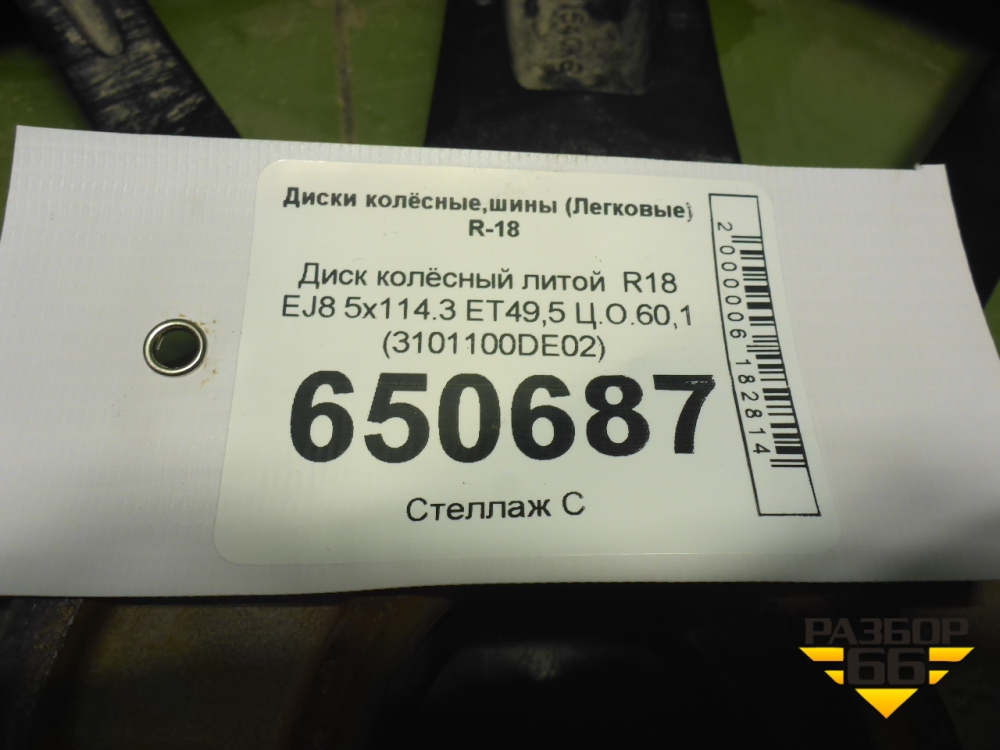 Диски колёсные,шины (Легковые)
R-18
Диск колёсный литой R18
EJ8 5x114.3 ET49,5 Ц.О.60,1
(3101100DE02)
650687
Стеллаж С
2000006182814
РАЗБОР
66